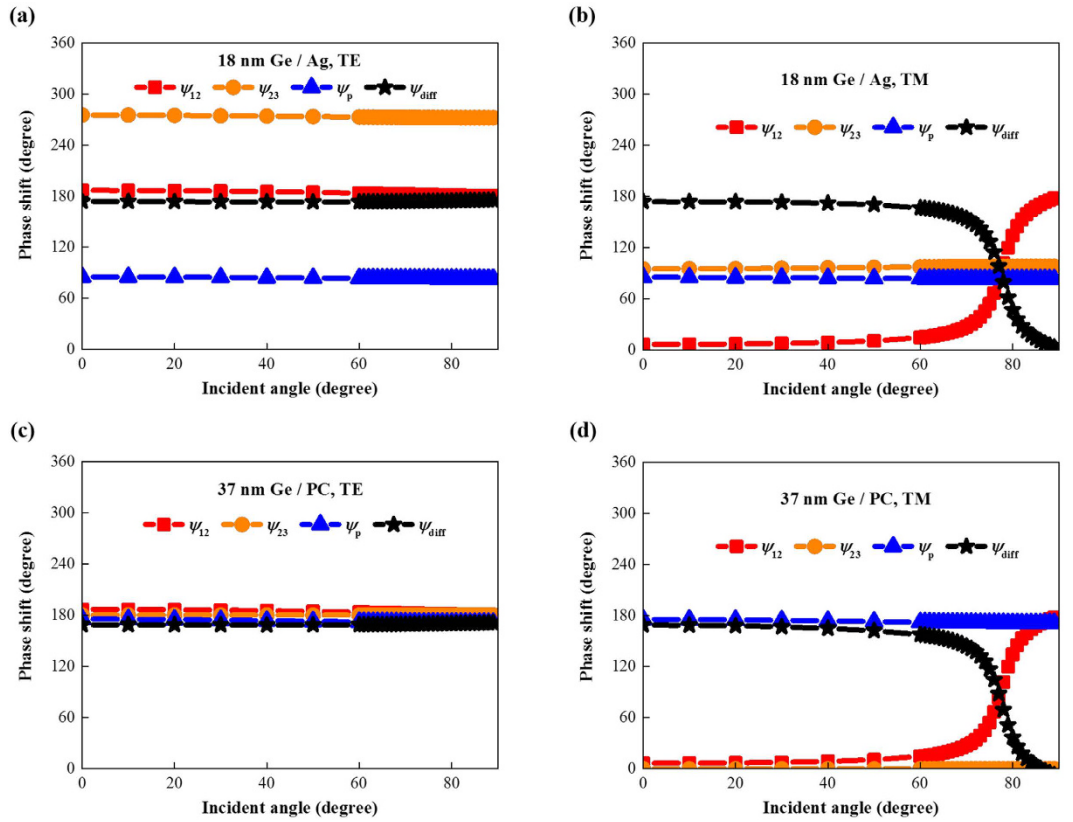 (a)
360
300
240
180
120
60
0
Phase shift (degree)
18 nm Ge / Ag, TE
ψ12 ψ23 ψp ψdiff
0 20 40 60 80
Incident angle (degree)
(b)
360
300
240
180
120
60
0
Phase shift (degree)
18 nm Ge / Ag, TM
ψ12 ψ23 ψp ψdiff
0 20 40 60 80
Incident angle (degree)
(c)
360
300
240
180
120
60
0
Phase shift (degree)
37 nm Ge / PC, TE
ψ12 ψ23 ψp ψdiff
0 20 40 60 80
Incident angle (degree)
(d)
360
300
240
180
120
60
0
Phase shift (degree)
37 nm Ge / PC, TM
ψ12 ψ23 ψp ψdiff
0 20 40 60 80
Incident angle (degree)